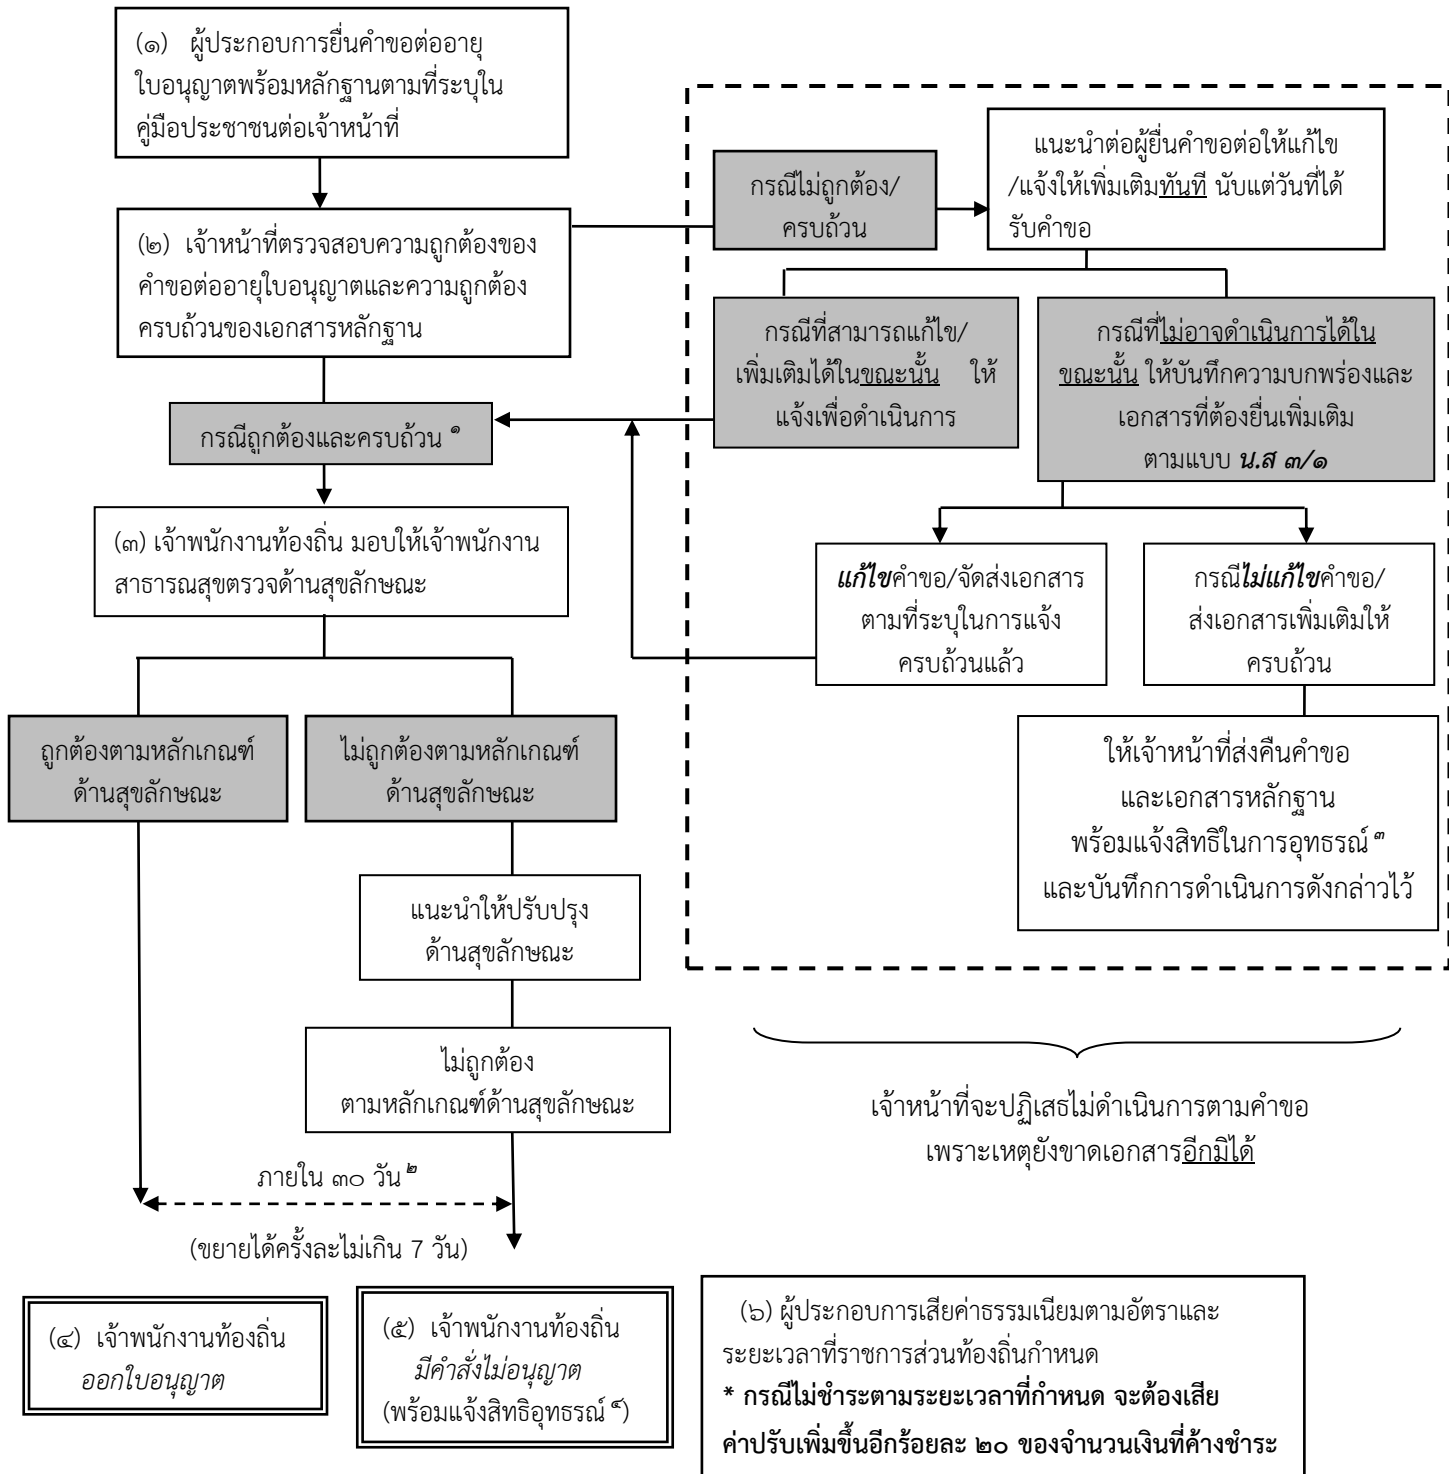 (๑) ผู้ประกอบการยื่นคำขอต่ออายุ
ใบอนุญาตพร้อมหลักฐานตามที่ระบุใน
คู่มือประชาชนต่อเจ้าหน้าที่
(๒) เจ้าหน้าที่ตรวจสอบความถูกต้องของ
คำขอต่ออายุใบอนุญาตและความถูกต้อง
ครบถ้วนของเอกสารหลักฐาน
กรณีไม่ถูกต้อง/
ครบถ้วน
แนะนำต่อผู้ยื่นคำขอต่อให้แก้ไข
/แจ้งให้เพิ่มเติมทันที นับแต่วันที่ได้
รับคำขอ
กรณีที่สามารถแก้ไข/
เพิ่มเติมได้ในขณะนั้น ให้
แจ้งเพื่อดำเนินการ
กรณีที่ไม่อาจดำเนินการได้ใน
ขณะนั้น ให้บันทึกความบกพร่องและ
เอกสารที่ต้องยื่นเพิ่มเติม
ตามแบบ น.ส ๓/๑
กรณีถูกต้องและครบถ้วน ๑
(๓) เจ้าพนักงานท้องถิ่น มอบให้เจ้าพนักงาน
สาธารณสุขตรวจด้านสุขลักษณะ
แก้ไขคำขอ/จัดส่งเอกสาร
ตามที่ระบุในการแจ้ง
ครบถ้วนแล้ว
กรณีไม่แก้ไขคำขอ/
ส่งเอกสารเพิ่มเติมให้
ครบถ้วน
ให้เจ้าหน้าที่ส่งคืนคำขอ
และเอกสารหลักฐาน
พร้อมแจ้งสิทธิในการอุทธรณ์ ๓
และบันทึกการดำเนินการดังกล่าวไว้
ถูกต้องตามหลักเกณฑ์
ด้านสุขลักษณะ
ไม่ถูกต้องตามหลักเกณฑ์
ด้านสุขลักษณะ
แนะนำให้ปรับปรุง
ด้านสุขลักษณะ
ไม่ถูกต้อง
ตามหลักเกณฑ์ด้านสุขลักษณะ
เจ้าหน้าที่จะปฏิเสธไม่ดำเนินการตามคำขอ
เพราะเหตุยังขาดเอกสารอีกมิได้
ภายใน ๓๐ วัน ๒
(ขยายได้ครั้งละไม่เกิน 7 วัน)
(๔) เจ้าพนักงานท้องถิ่น
ออกใบอนุญาต
(๕) เจ้าพนักงานท้องถิ่น
มีคำสั่งไม่อนุญาต
(พร้อมแจ้งสิทธิอุทธรณ์ ๔)
(๖) ผู้ประกอบการเสียค่าธรรมเนียมตามอัตราและ
ระยะเวลาที่ราชการส่วนท้องถิ่นกำหนด
* กรณีไม่ชำระตามระยะเวลาที่กำหนด จะต้องเสีย
ค่าปรับเพิ่มขึ้นอีกร้อยละ ๒๐ ของจำนวนเงินที่ค้างชำระ